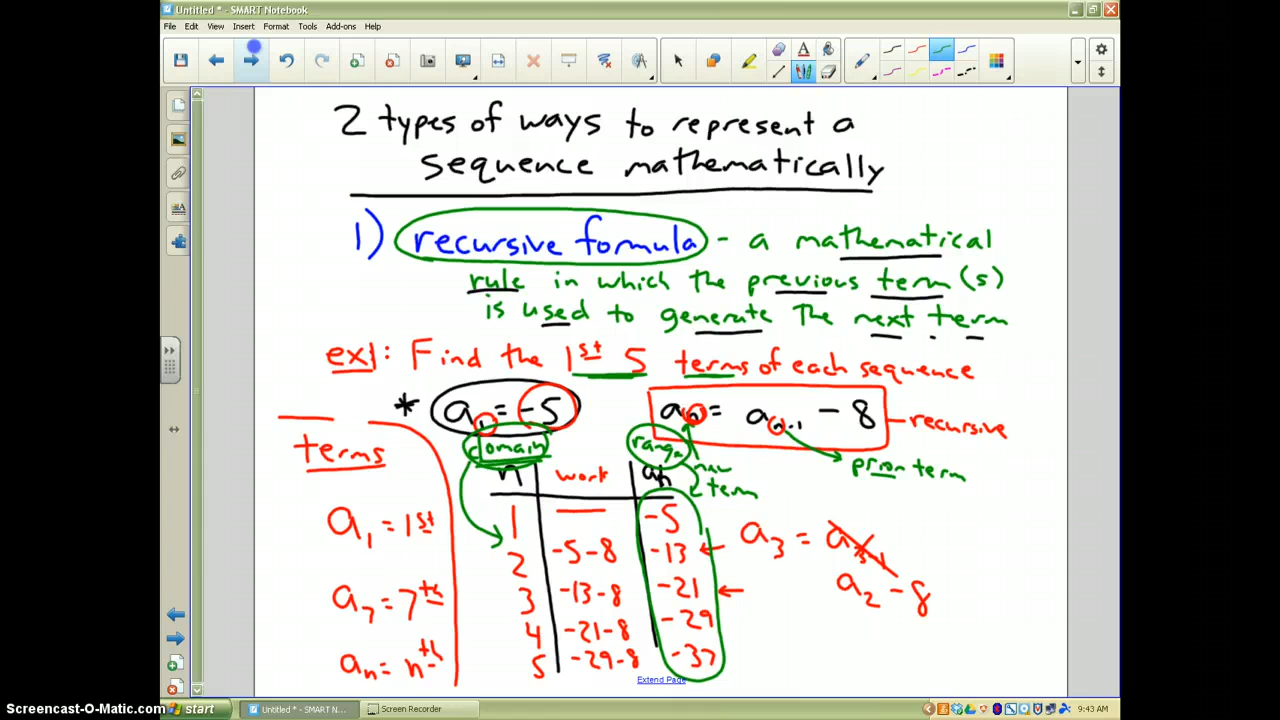 Untitled * - SMART Notebook
File Edit View Insert Format Tools Add-ons Help
2 types of ways to represent a
sequence mathematically
1) recursive formula - a mathematical
rule in which the previous term(s)
is used to generate the next term
ex1: Find the 1st 5 terms of each sequence
* a₁ = -5 aₙ = aₙ₋₁ - 8 recursive
domain range prior term
n work aₙ new term
terms
1 -5
2 -5-8 -13
3 -13-8 -21
4 -21-8 -29
5 -29-8 -37
a₃ = a₃₋₁
a₂ - 8
a₁ = 1st
a₇ = 7th
aₙ = nth
Extend Page
Screencast-O-Matic.com
start Untitled * - SMART N... Screen Recorder 9:43 AM